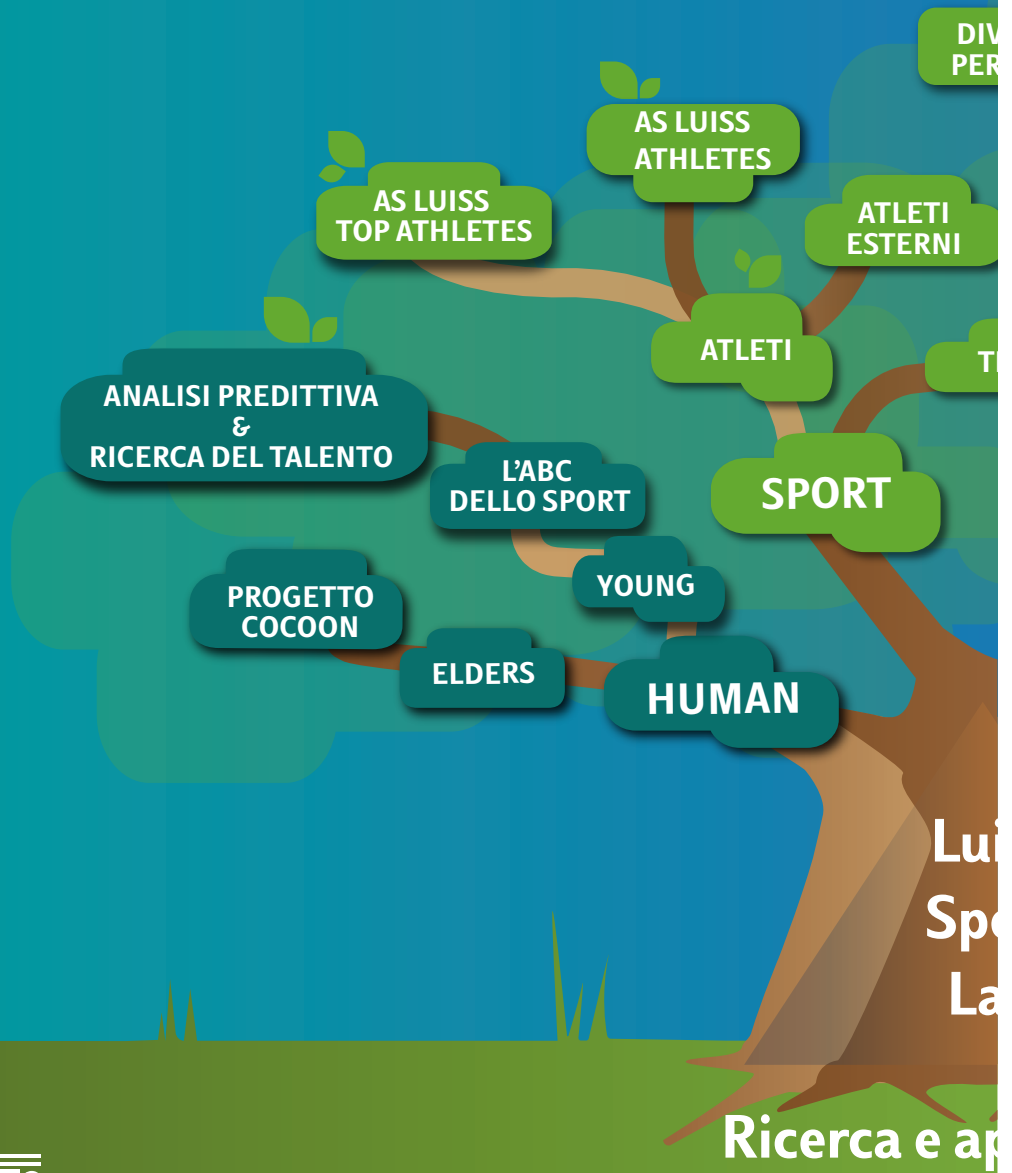 AS LUISS
ATHLETES
AS LUISS
TOP ATHLETES
ATLETI
ESTERNI
ATLETI
ANALISI PREDITTIVA
&
RICERCA DEL TALENTO
L'ABC
DELLO SPORT
SPORT
YOUNG
PROGETTO
COCOON
ELDERS
HUMAN
Ricerca e